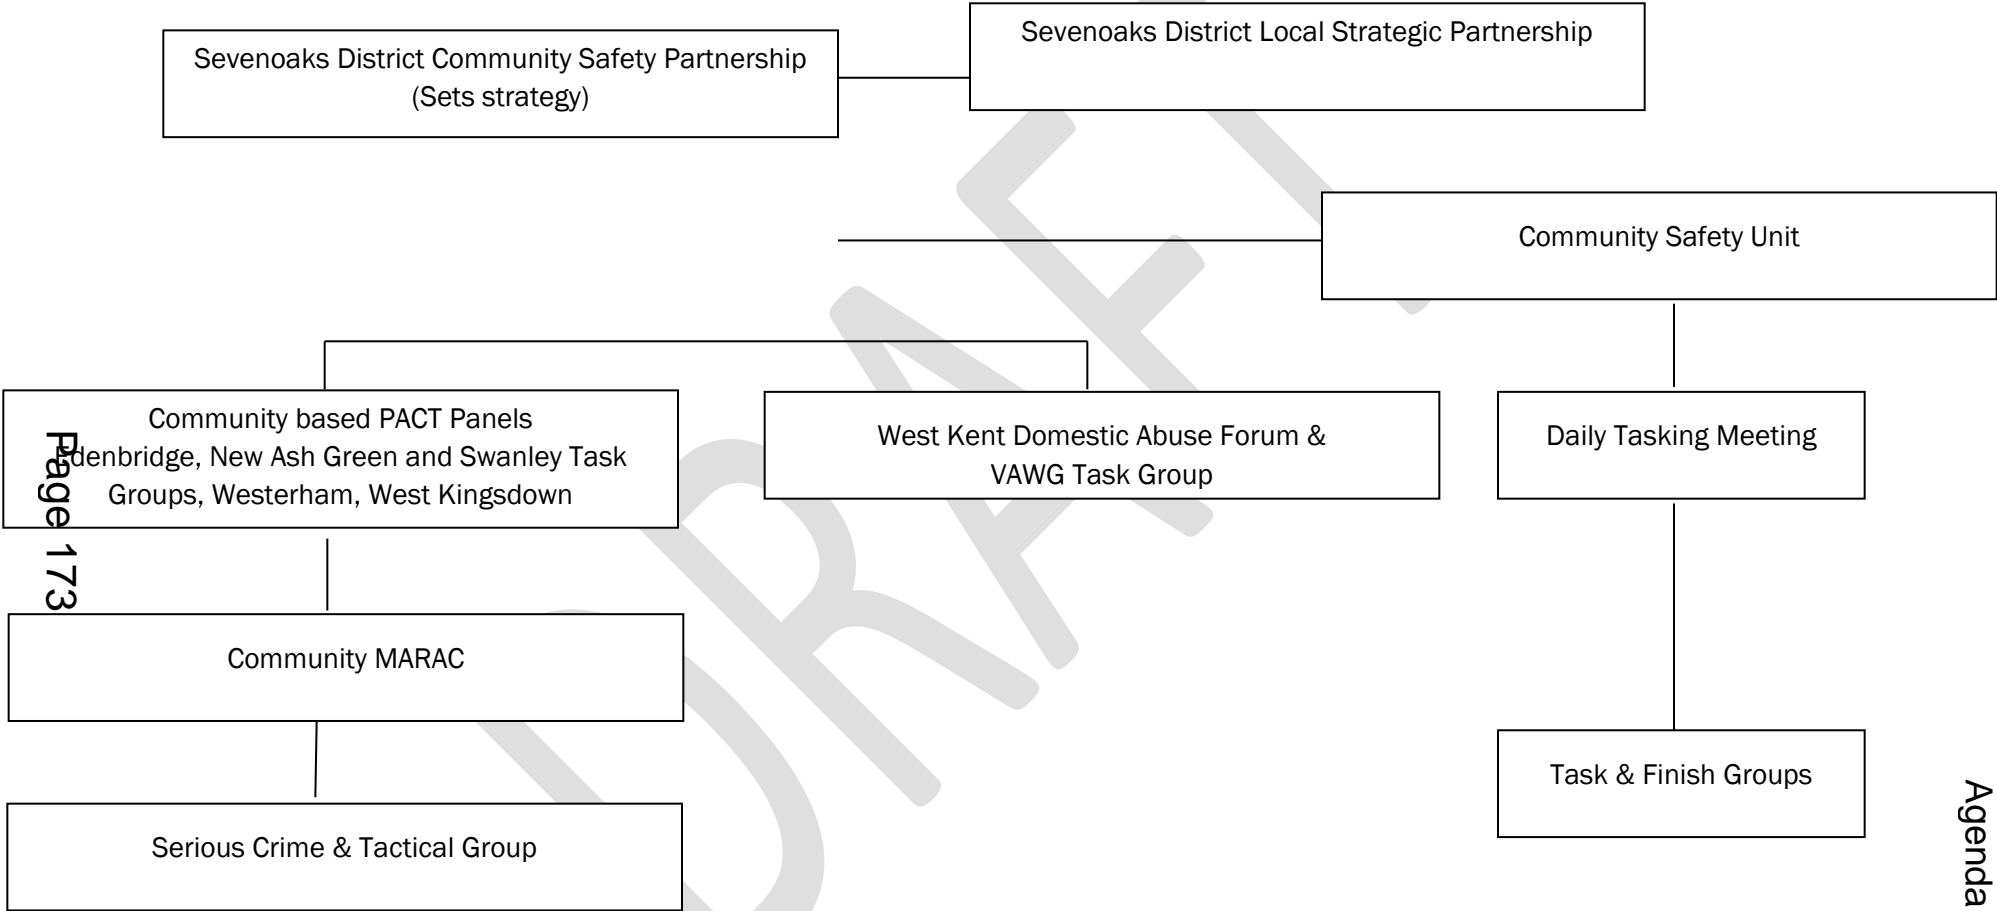 Sevenoaks District Community Safety Partnership
(Sets strategy)
Sevenoaks District Local Strategic Partnership
Community Safety Unit
Community based PACT Panels
Edenbridge, New Ash Green and Swanley Task
Groups, Westerham, West Kingsdown
West Kent Domestic Abuse Forum &
VAWG Task Group
Daily Tasking Meeting
Community MARAC
Task & Finish Groups
Serious Crime & Tactical Group
Page 173
Agenda
DRAFT